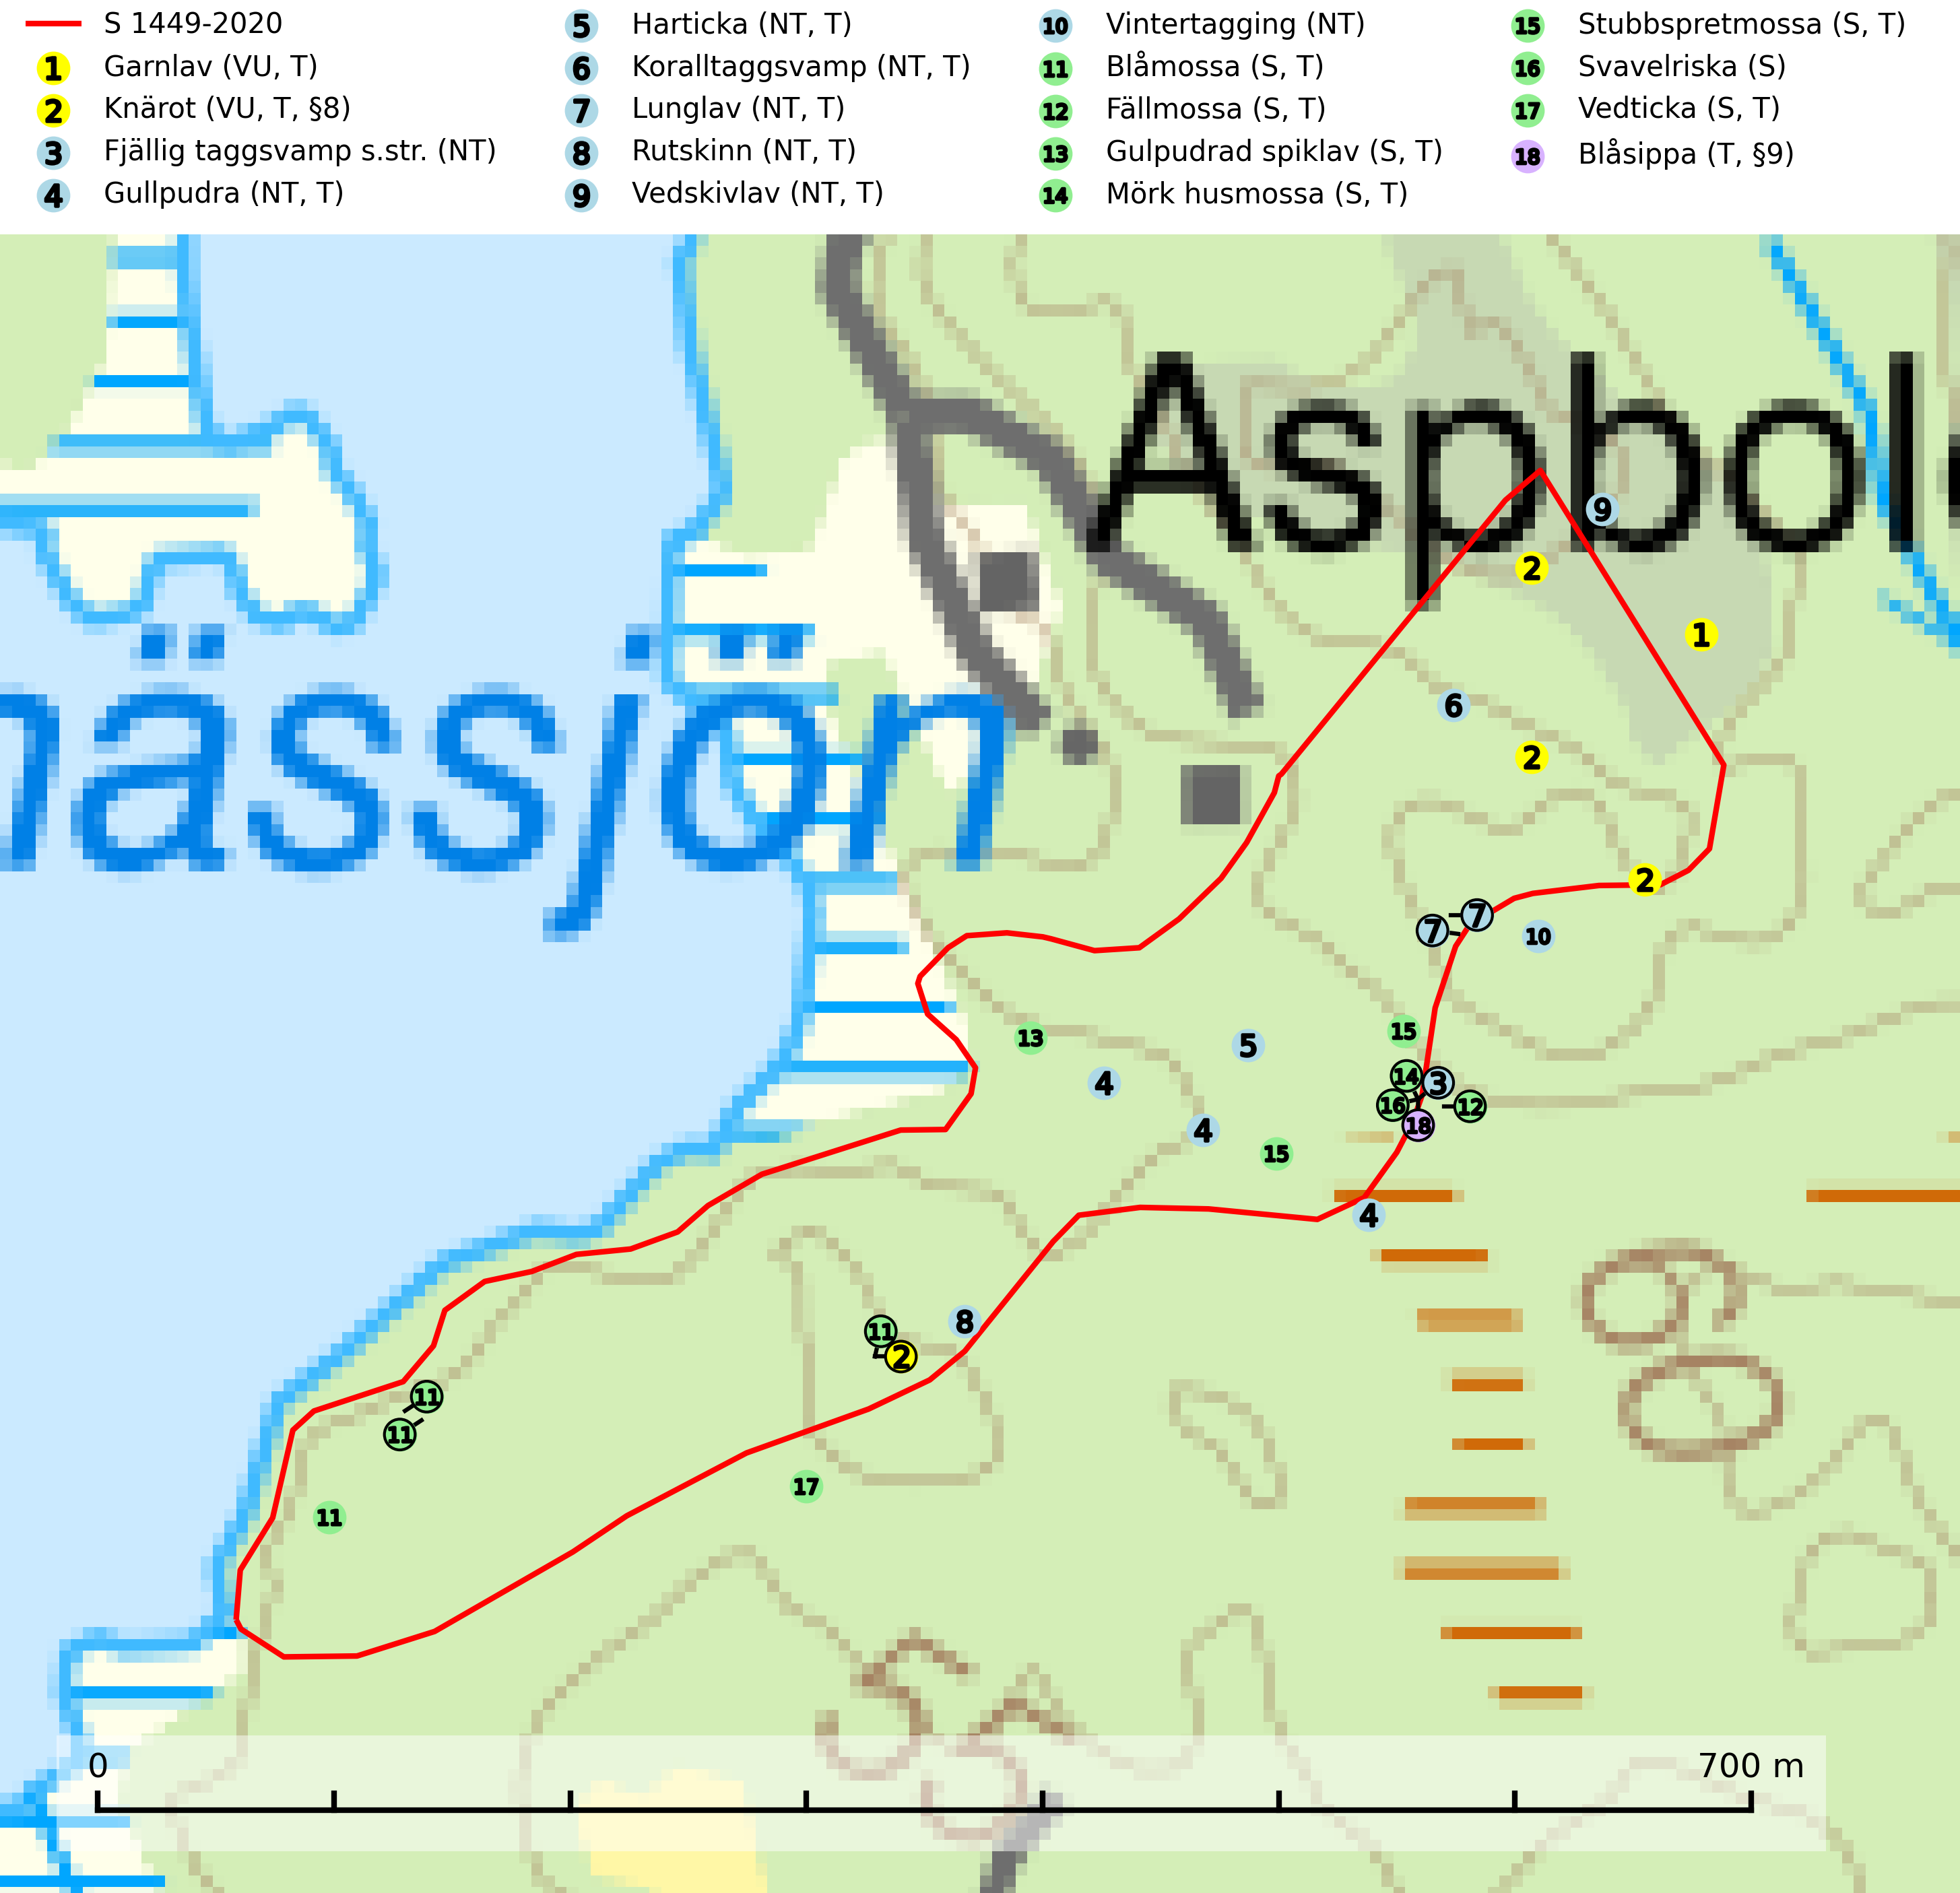 S 1449-2020
1 Garnlav (VU, T)
2 Knärot (VU, T, §8)
3 Fjällig taggsvamp s.str. (NT)
4 Gullpudra (NT, T)
5 Harticka (NT, T)
6 Koralltaggsvamp (NT, T)
7 Lunglav (NT, T)
8 Rutskinn (NT, T)
9 Vedskivlav (NT, T)
10 Vintertagging (NT)
11 Blåmossa (S, T)
12 Fällmossa (S, T)
13 Gulpudrad spiklav (S, T)
14 Mörk husmossa (S, T)
15 Stubbspretmossa (S, T)
16 Svavelriska (S)
17 Vedticka (S, T)
18 Blåsippa (T, §9)
Aspbol
9
2
1
6
2
2
7
7
10
15
13
5
4
14
3
16
12
18
4
15
4
8
11
2
11
11
17
11
0 700 m